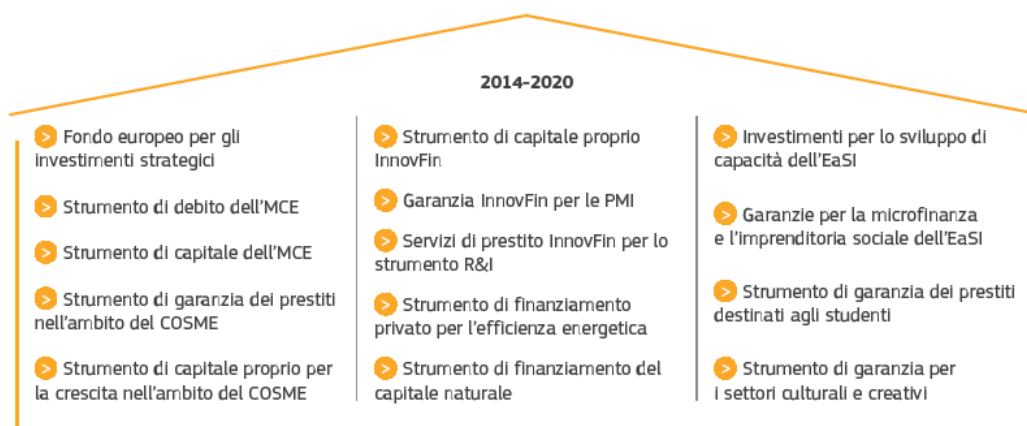 2014-2020
Fondo europeo per gli
investimenti strategici
Strumento di debito dell'MCE
Strumento di capitale dell'MCE
Strumento di garanzia dei prestiti
nell'ambito del COSME
Strumento di capitale proprio per
la crescita nell'ambito del COSME
Strumento di capitale proprio
InnovFin
Garanzia InnovFin per le PMI
Servizi di prestito InnovFin per lo
strumento R&I
Strumento di finanziamento
privato per l'efficienza energetica
Strumento di finanziamento del
capitale naturale
Investimenti per lo sviluppo di
capacità dell'EaSI
Garanzie per la microfinanza
e l'imprenditoria sociale dell'EaSI
Strumento di garanzia dei prestiti
destinati agli studenti
Strumento di garanzia per
i settori culturali e creativi